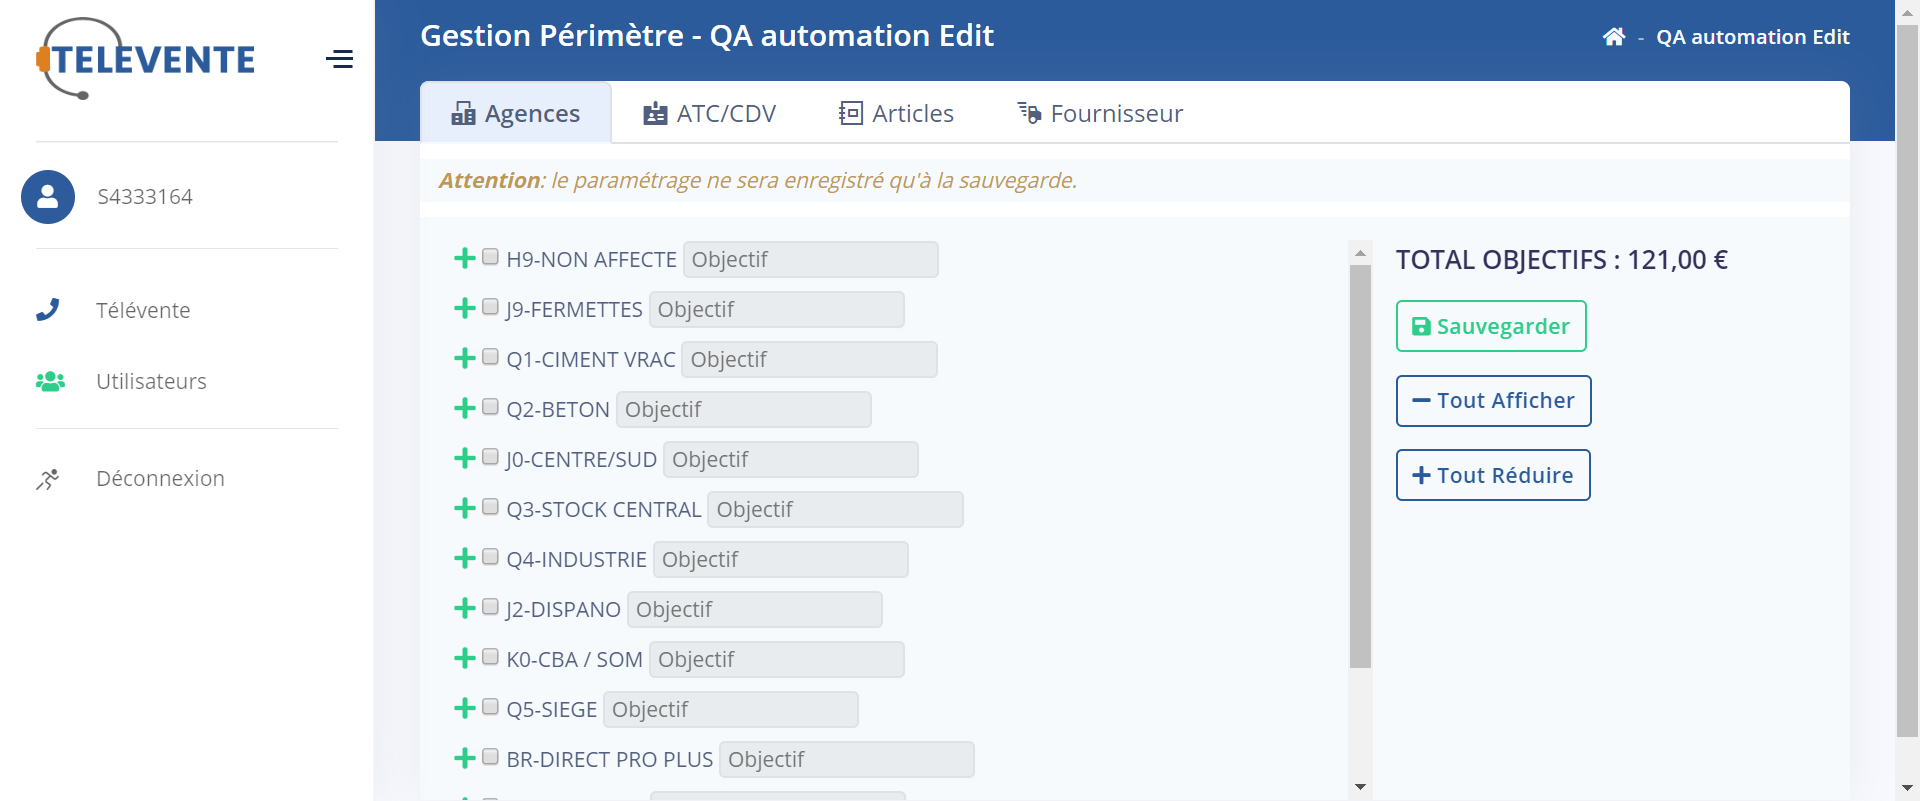 TELEVENTE
Gestion Périmètre - QA automation Edit
- QA automation Edit
Agences
ATC/CDV
Articles
Fournisseur
S4333164
Attention: le paramétrage ne sera enregistré qu'à la sauvegarde.
Télévente
Utilisateurs
Déconnexion
H9-NON AFFECTE Objectif
J9-FERMETTES Objectif
Q1-CIMENT VRAC Objectif
Q2-BETON Objectif
J0-CENTRE/SUD Objectif
Q3-STOCK CENTRAL Objectif
Q4-INDUSTRIE Objectif
J2-DISPANO Objectif
K0-CBA / SOM Objectif
Q5-SIEGE Objectif
BR-DIRECT PRO PLUS Objectif
TOTAL OBJECTIFS : 121,00 €
Sauvegarder
Tout Afficher
Tout Réduire